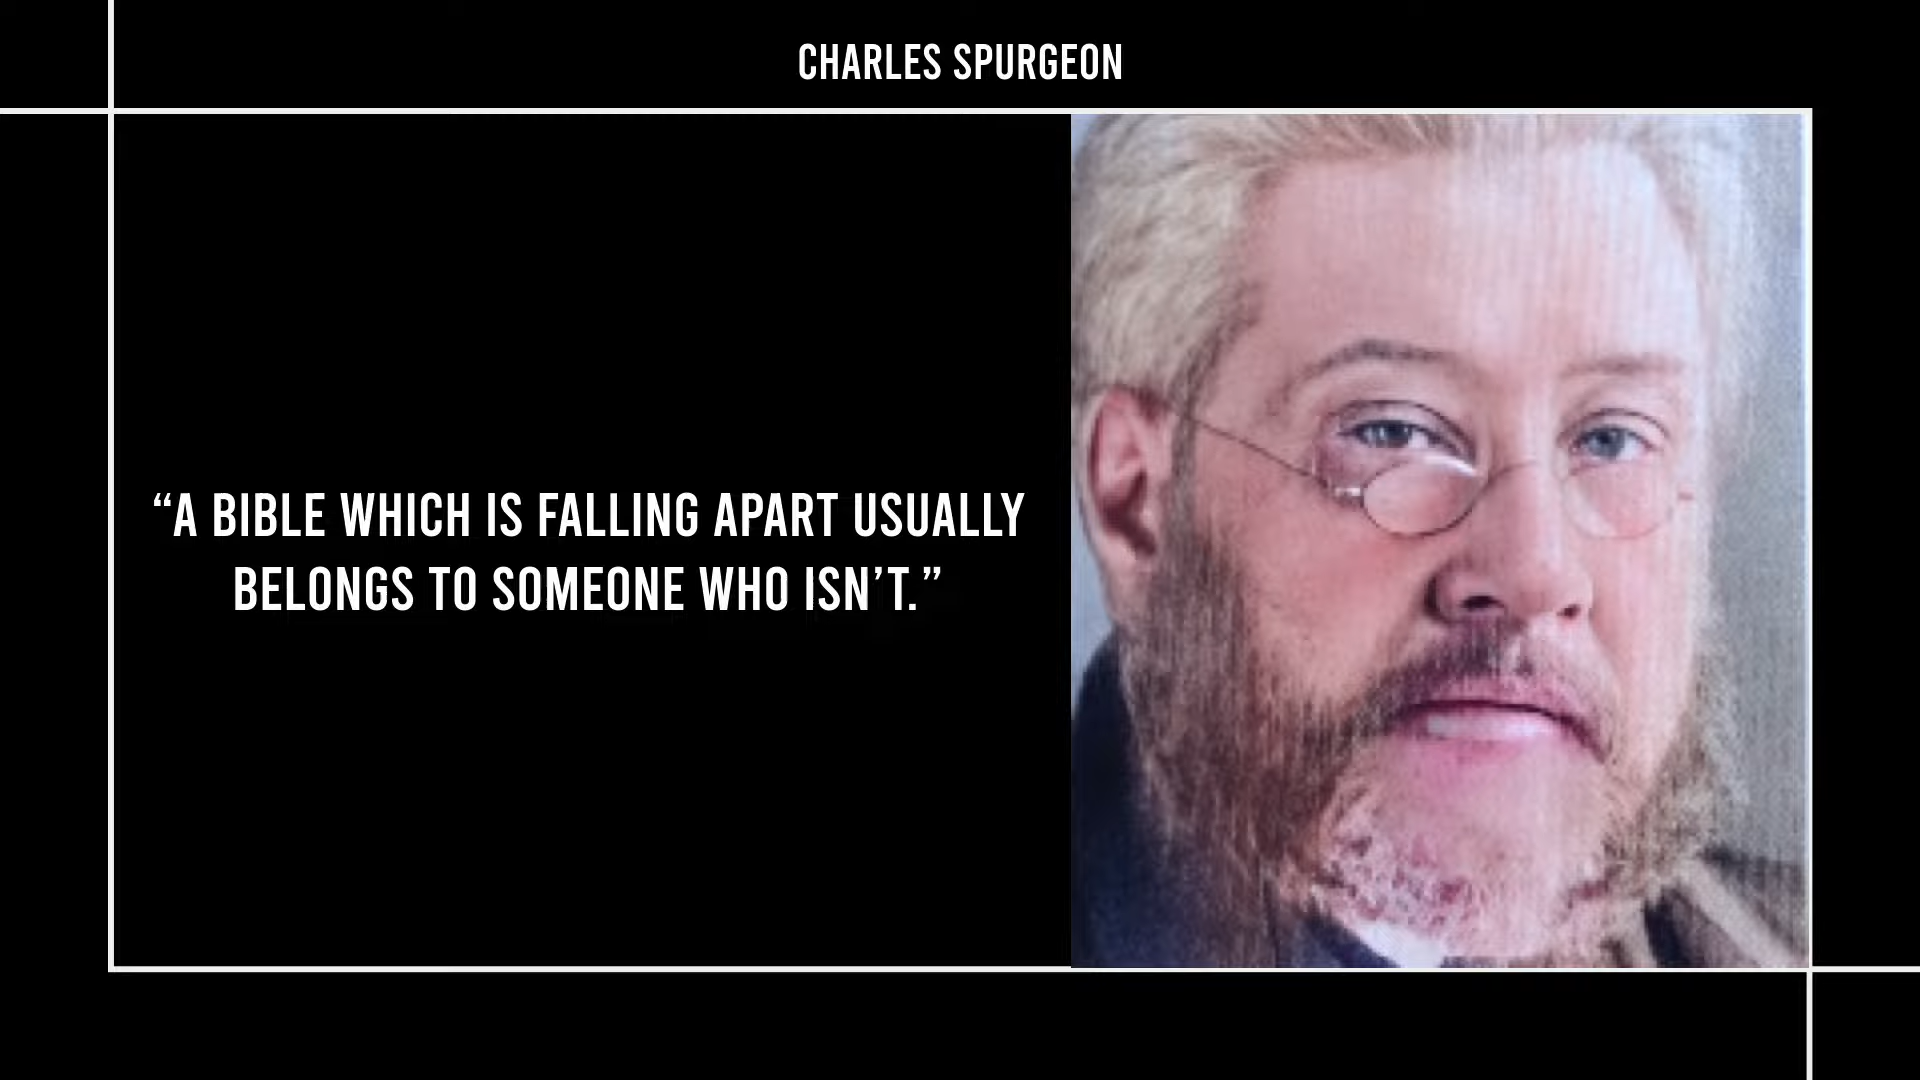 CHARLES SPURGEON
“A BIBLE WHICH IS FALLING APART USUALLY
BELONGS TO SOMEONE WHO ISN’T.”